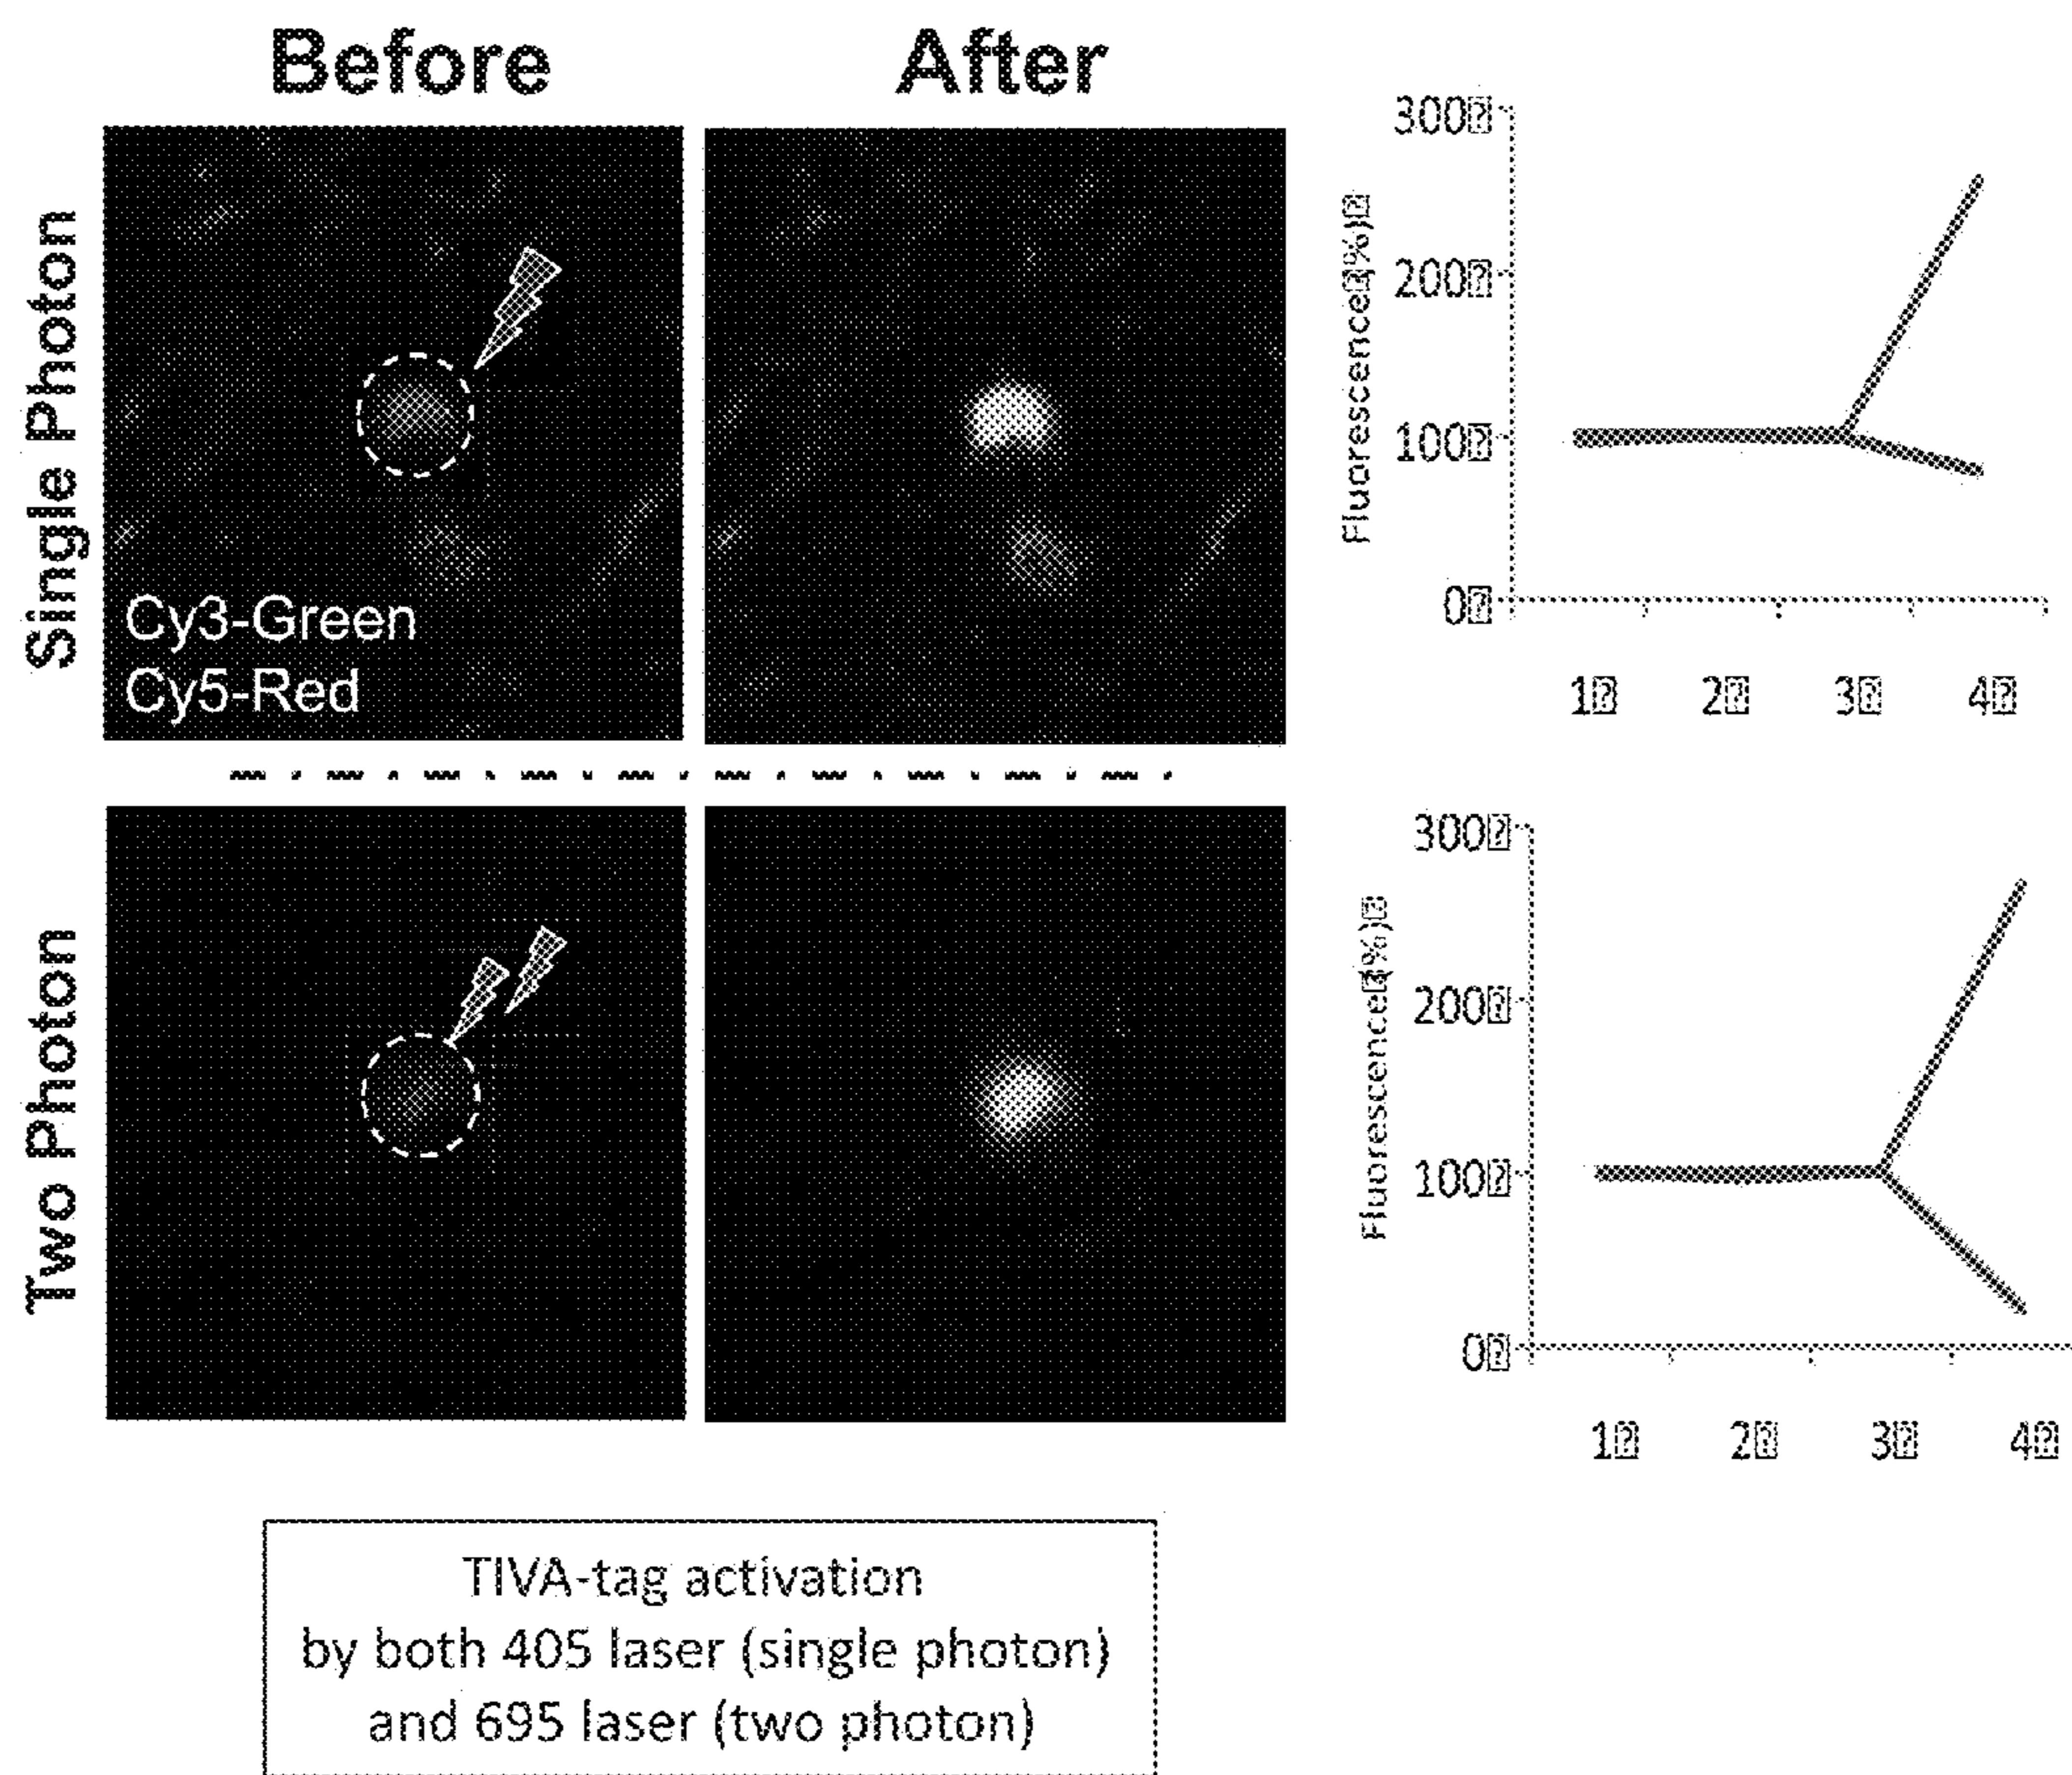 Before
After
Single Photon
Cy3-Green
Cy5-Red
Fluorescence(%)
300
200
100
0
1 2 3 4
Two Photon
Fluorescence(%)
300
200
100
0
1 2 3 4
TIVA-tag activation
by both 405 laser (single photon)
and 695 laser (two photon)